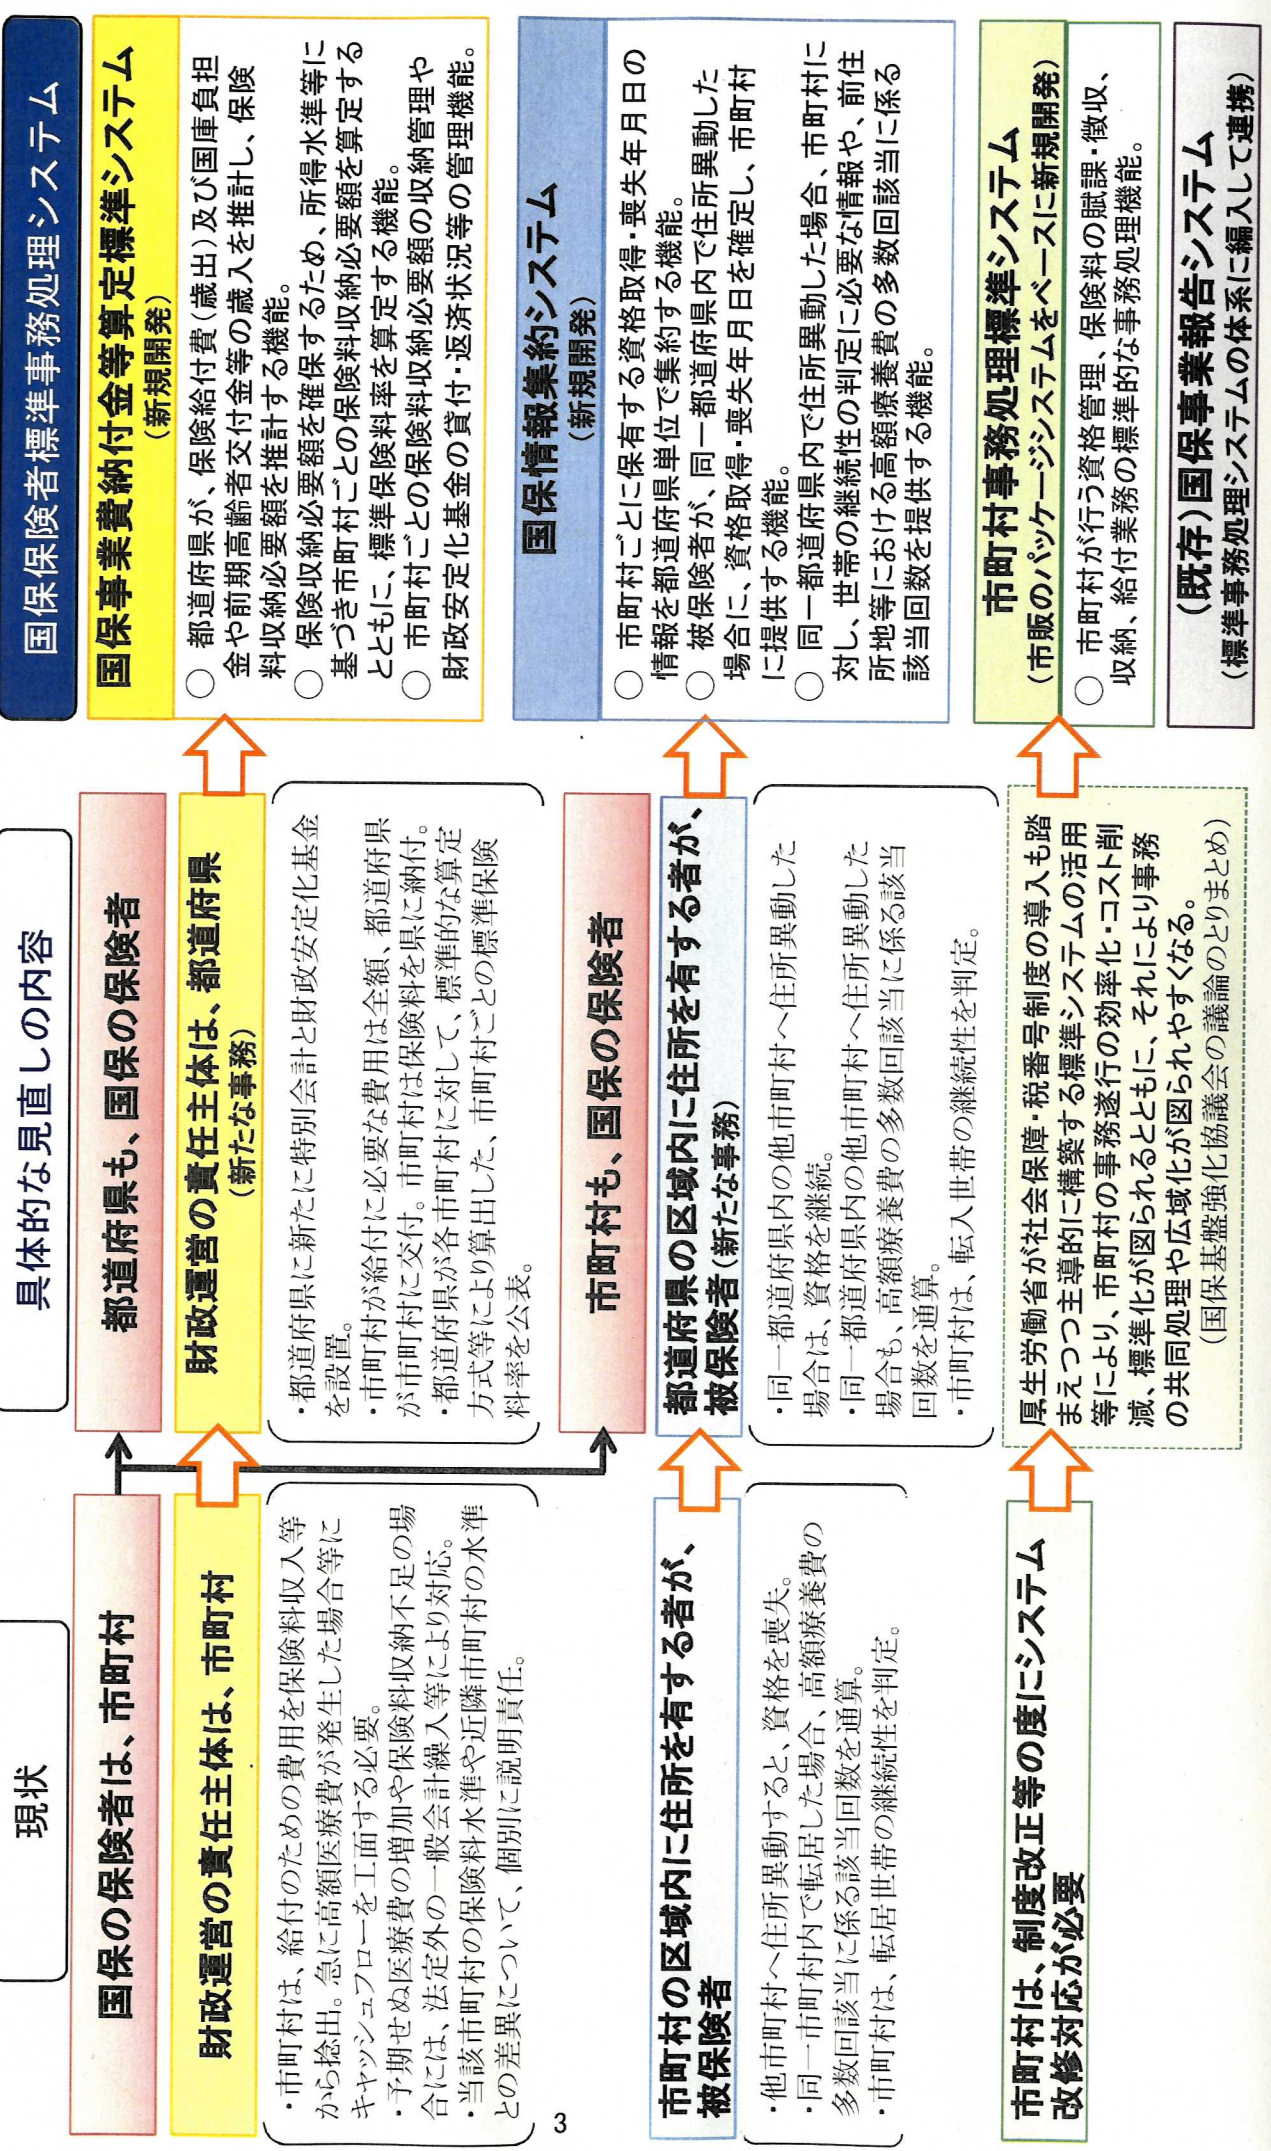 現状
国保の保険者は、市町村
財政運営の責任主体は、市町村
・市町村は、給付のための費用を保険料収入等
から捻出。急に高額医療費が発生した場合等に
キャッシュフローを工面する必要。
・予期せぬ医療費の増加や保険料収納不足の場
合には、法定外の一般会計繰入等により対応。
・当該市町村の保険料水準や近隣市町村の水準
との差異について、個別に説明責任。
市町村の区域内に住所を有する者が、
被保険者
・他市町村へ住所異動すると、資格を喪失。
・同一市町村内で転居した場合、高額療養費の
多数回該当に係る該当回数を通算。
・市町村は、転居世帯の継続性を判定。
市町村は、制度改正等の度にシステム
改修対応が必要
具体的な見直しの内容
都道府県も、国保の保険者
財政運営の責任主体は、都道府県
（新たな事務）
・都道府県に新たに特別会計と財政安定化基金
を設置。
・市町村が給付に必要な費用は全額、都道府県
が市町村に交付。市町村は保険料を県に納付。
・都道府県が各市町村に対して、標準的な算定
方式等により算出した、市町村ごとの標準保険
料率を公表。
市町村も、国保の保険者
都道府県の区域内に住所を有する者が、
被保険者（新たな事務）
・同一都道府県内の他市町村へ住所異動した
場合は、資格を継続。
・同一都道府県内の他市町村へ住所異動した
場合も、高額療養費の多数回該当に係る該当
回数を通算。
・市町村は、転入世帯の継続性を判定。
厚生労働省が社会保障・税番号制度の導入も踏
まえつつ主導的に構築する標準システムの活用
等により、市町村の事務遂行の効率化・コスト削
減、標準化が図られるとともに、それにより事務
の共同処理や広域化が図られやすくなる。
（国保基盤強化協議会の議論のとりまとめ）
国保保険者標準事務処理システム
国保事業費納付金等算定標準システム
（新規開発）
○ 都道府県が、保険給付費（歳出）及び国庫負担
金や前期高齢者交付金等の歳入を推計し、保険
料収納必要額を推計する機能。
○ 保険収納必要額を確保するため、所得水準等に
基づき市町村ごとの保険料収納必要額を算定する
とともに、標準保険料率を算定する機能。
○ 市町村ごとの保険料収納必要額の収納管理や
財政安定化基金の貸付・返済状況等の管理機能。
国保情報集約システム
（新規開発）
○ 市町村ごとに保有する資格取得・喪失年月日の
情報を都道府県単位で集約する機能。
○ 被保険者が、同一都道府県内で住所異動した
場合に、資格取得・喪失年月日を確定し、市町村
に提供する機能。
○ 同一都道府県内で住所異動した場合、市町村に
対し、世帯の継続性の判定に必要な情報や、前住
所地等における高額療養費の多数回該当に係る
該当回数を提供する機能。
市町村事務処理標準システム
（市販のパッケージシステムをベースに新規開発）
○ 市町村が行う資格管理、保険料の賦課・徴収、
収納、給付業務の標準的な事務処理機能。
（既存）国保事業報告システム
（標準事務処理システムの体系に編入して連携）
3